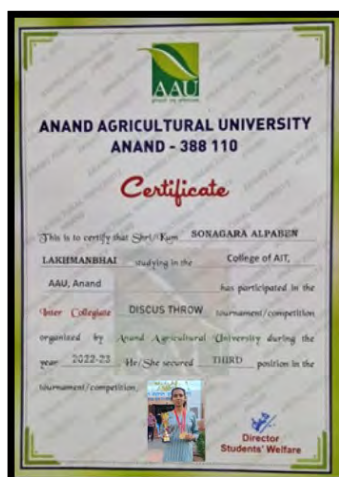 AAU
ANAND AGRICULTURAL UNIVERSITY
ANAND - 388 110
Certificate
This is to certify that Shri/Kum SONAGARA ALPABEN
LAKHMANBHAI studying in the College of AIT,
AAU, Anand has participated in the
Inter Collegiate DISCUS THROW tournament/competition
organized by Anand Agricultural University during the
year 2022-23 He/She secured THIRD position in the
tournament/competition.
Director
Students' Welfare